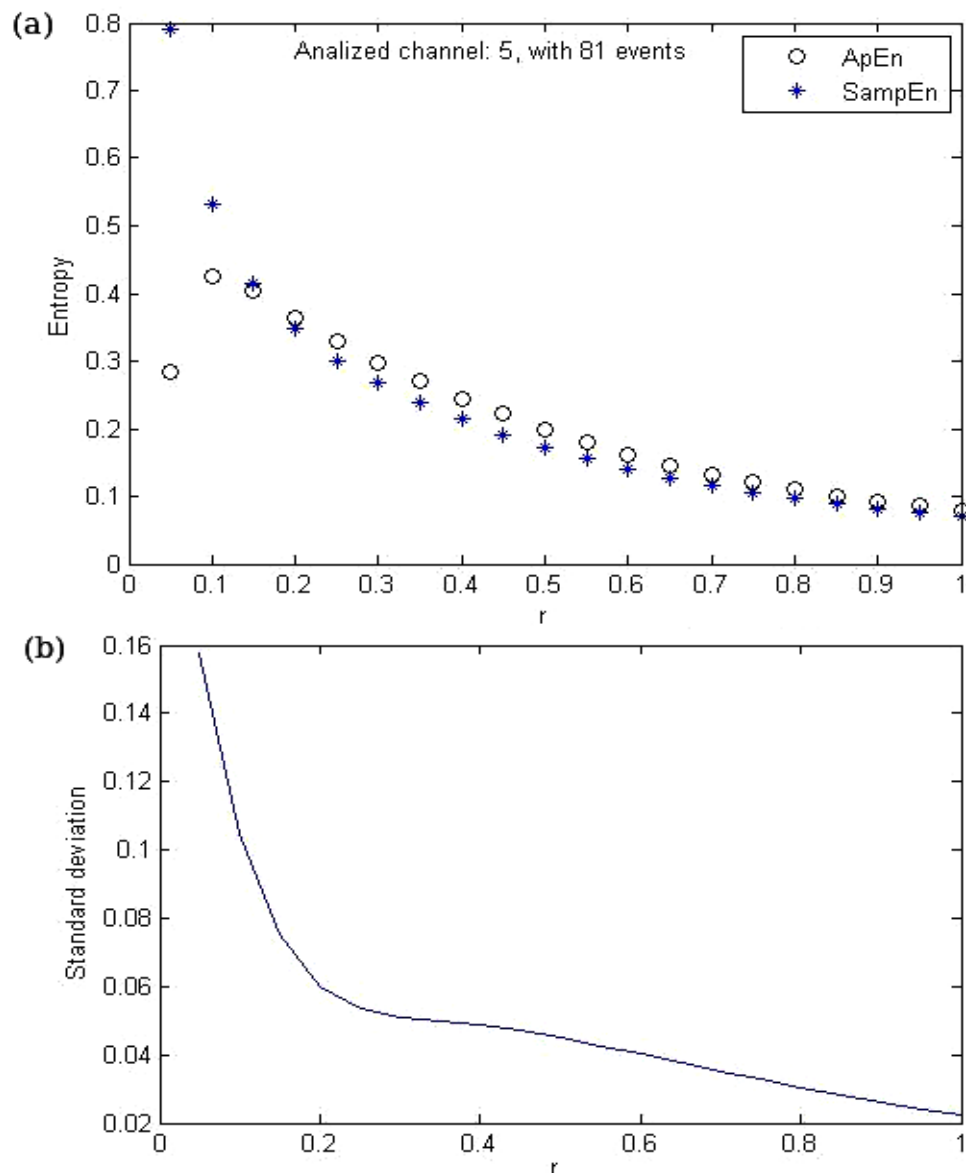 (a)
0.8
0.7
0.6
0.5
0.4
0.3
0.2
0.1
0
Entropy
Analized channel: 5, with 81 events
ApEn
SampEn
0 0.1 0.2 0.3 0.4 0.5 0.6 0.7 0.8 0.9 1
r
(b)
0.16
0.14
0.12
0.1
0.08
0.06
0.04
0.02
Standard deviation
0 0.2 0.4 0.6 0.8 1
r